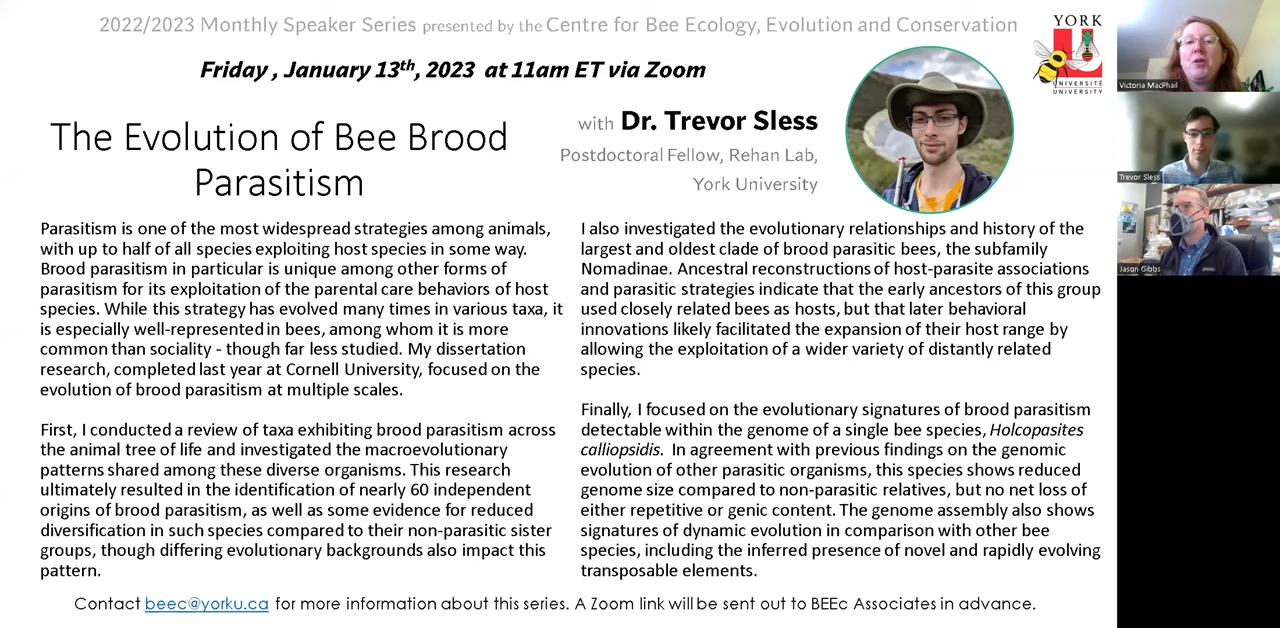 2022/2023 Monthly Speaker Series presented by the Centre for Bee Ecology, Evolution and Conservation
Friday , January 13th, 2023 at 11am ET via Zoom
The Evolution of Bee Brood
Parasitism
with Dr. Trevor Sless
Postdoctoral Fellow, Rehan Lab,
York University
YORK
UNIVERSITÉ
UNIVERSITY
Parasitism is one of the most widespread strategies among animals,
with up to half of all species exploiting host species in some way.
Brood parasitism in particular is unique among other forms of
parasitism for its exploitation of the parental care behaviors of host
species. While this strategy has evolved many times in various taxa, it
is especially well-represented in bees, among whom it is more
common than sociality - though far less studied. My dissertation
research, completed last year at Cornell University, focused on the
evolution of brood parasitism at multiple scales.
First, I conducted a review of taxa exhibiting brood parasitism across
the animal tree of life and investigated the macroevolutionary
patterns shared among these diverse organisms. This research
ultimately resulted in the identification of nearly 60 independent
origins of brood parasitism, as well as some evidence for reduced
diversification in such species compared to their non-parasitic sister
groups, though differing evolutionary backgrounds also impact this
pattern.
I also investigated the evolutionary relationships and history of the
largest and oldest clade of brood parasitic bees, the subfamily
Nomadinae. Ancestral reconstructions of host-parasite associations
and parasitic strategies indicate that the early ancestors of this group
used closely related bees as hosts, but that later behavioral
innovations likely facilitated the expansion of their host range by
allowing the exploitation of a wider variety of distantly related
species.
Finally, I focused on the evolutionary signatures of brood parasitism
detectable within the genome of a single bee species, Holcopasites
calliopsidis. In agreement with previous findings on the genomic
evolution of other parasitic organisms, this species shows reduced
genome size compared to non-parasitic relatives, but no net loss of
either repetitive or genic content. The genome assembly also shows
signatures of dynamic evolution in comparison with other bee
species, including the inferred presence of novel and rapidly evolving
transposable elements.
Contact beec@yorku.ca for more information about this series. A Zoom link will be sent out to BEEc Associates in advance.
Victoria MacPhail
Trevor Sless
Jason Gibbs